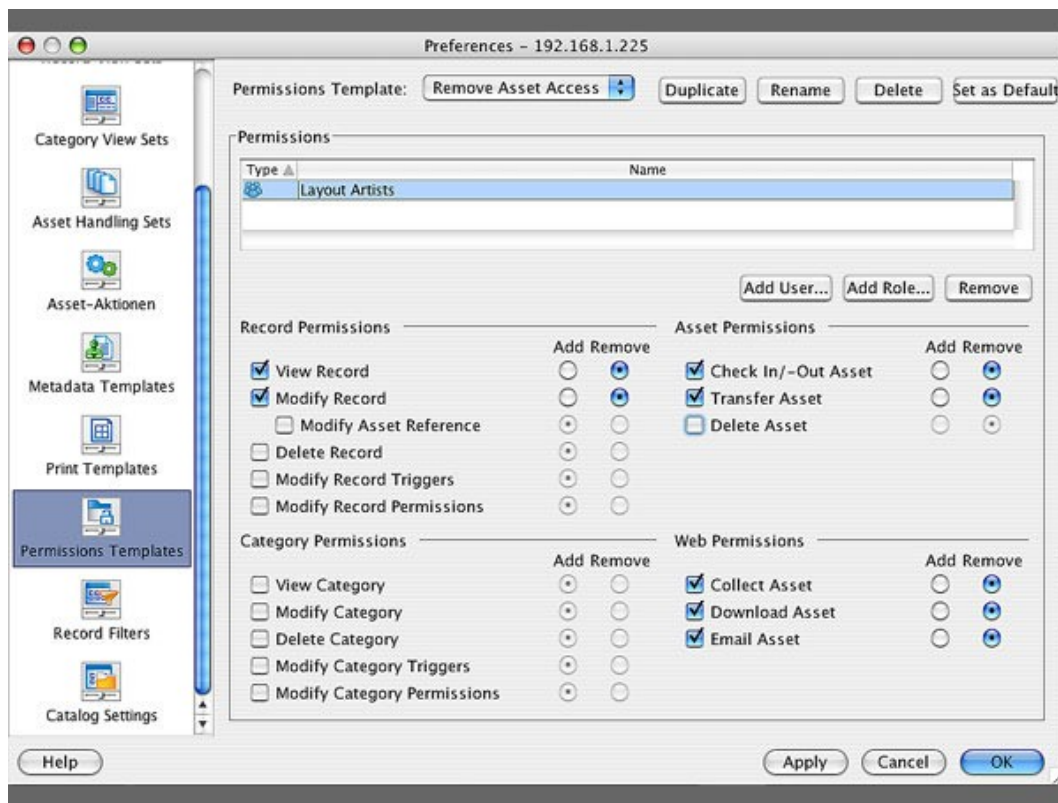 Preferences – 192.168.1.225
Category View Sets
Asset Handling Sets
Asset-Aktionen
Metadata Templates
Print Templates
Permissions Templates
Record Filters
Catalog Settings
Permissions Template: Remove Asset Access Duplicate Rename Delete Set as Default
Permissions
Type Name
Layout Artists
Add User... Add Role... Remove
Record Permissions
Add Remove
View Record
Modify Record
Modify Asset Reference
Delete Record
Modify Record Triggers
Modify Record Permissions
Asset Permissions
Add Remove
Check In/-Out Asset
Transfer Asset
Delete Asset
Category Permissions
Add Remove
View Category
Modify Category
Delete Category
Modify Category Triggers
Modify Category Permissions
Web Permissions
Add Remove
Collect Asset
Download Asset
Email Asset
Help Apply Cancel OK